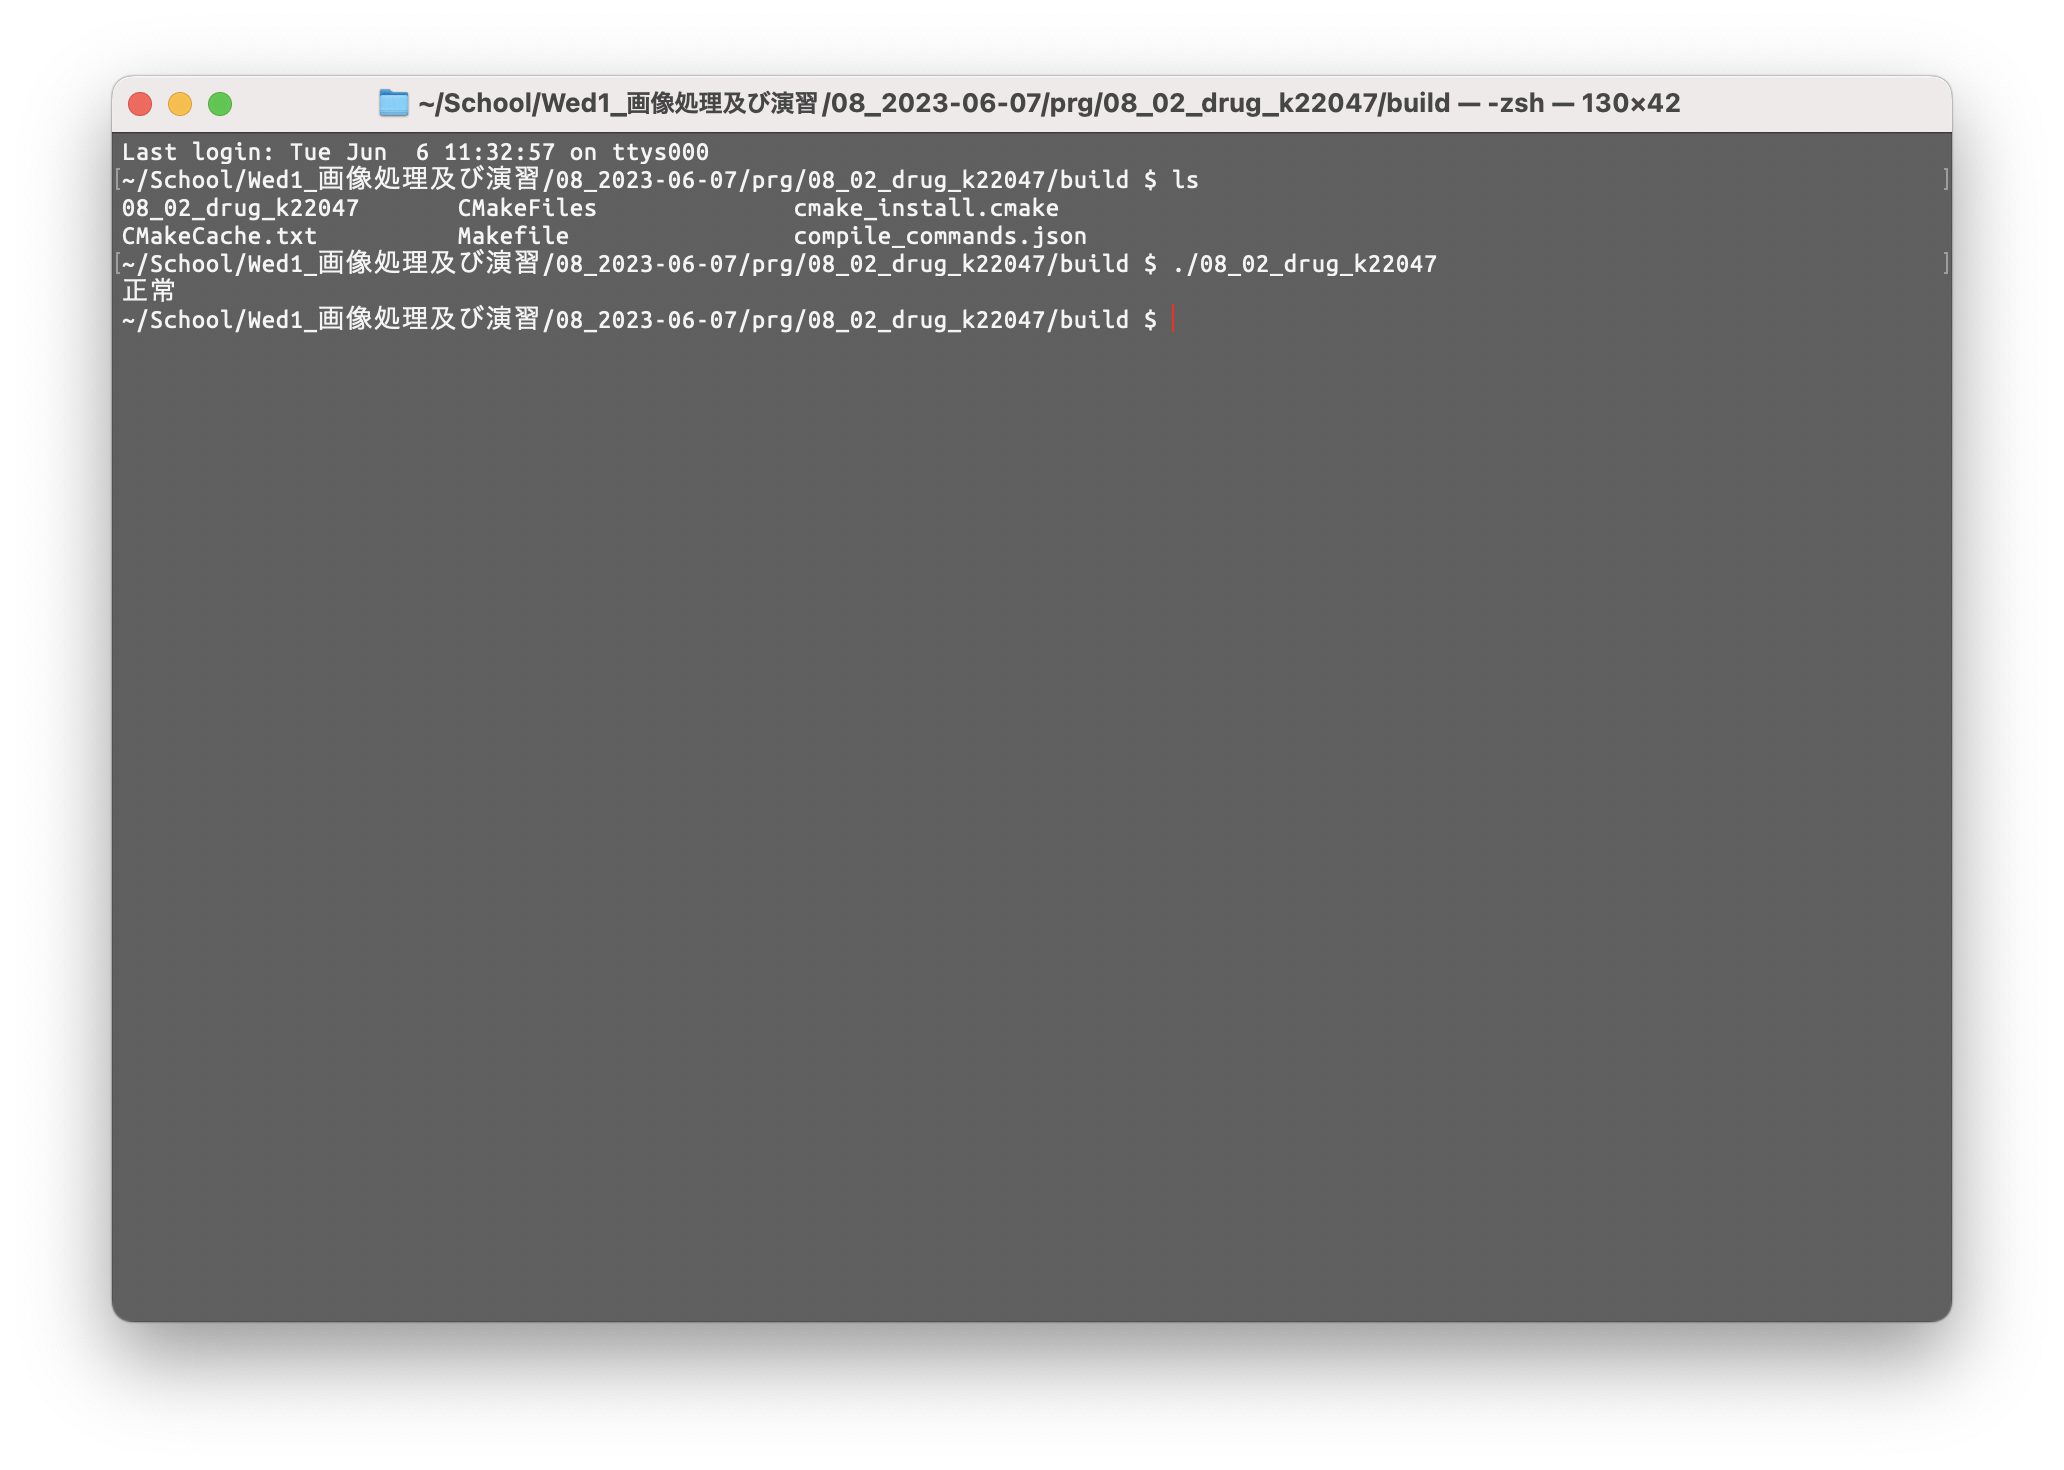 ~/School/Wed1_画像処理及び演習/08_2023-06-07/prg/08_02_drug_k22047/build — -zsh — 130×42
Last login: Tue Jun  6 11:32:57 on ttys000
[~/School/Wed1_画像処理及び演習/08_2023-06-07/prg/08_02_drug_k22047/build $ ls ]
08_02_drug_k22047       CMakeFiles              cmake_install.cmake
CMakeCache.txt          Makefile                compile_commands.json
[~/School/Wed1_画像処理及び演習/08_2023-06-07/prg/08_02_drug_k22047/build $ ./08_02_drug_k22047 ]
正常
~/School/Wed1_画像処理及び演習/08_2023-06-07/prg/08_02_drug_k22047/build $